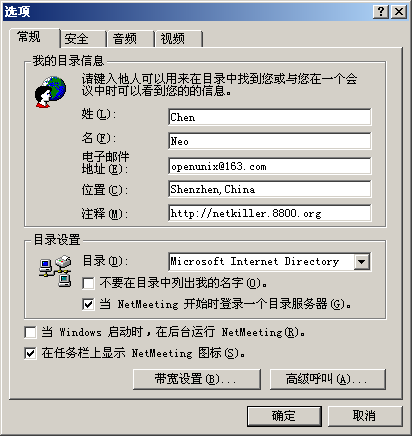 选项
常规 安全 音频 视频
我的目录信息
请键入他人可以用来在目录中找到您或与您在一个会
议中时可以看到您的的信息。
姓(L): Chen
名(F): Neo
电子邮件
地址(E): openunix@163.com
位置(C): Shenzhen,China
注释(M): http://netkiller.8800.org
目录设置
目录(D): Microsoft Internet Directory
不要在目录中列出我的名字(O)。
当 NetMeeting 开始时登录一个目录服务器(G)。
当 Windows 启动时，在后台运行 NetMeeting(R)。
在任务栏上显示 NetMeeting 图标(S)。
带宽设置(B)... 高级呼叫(A)...
确定 取消